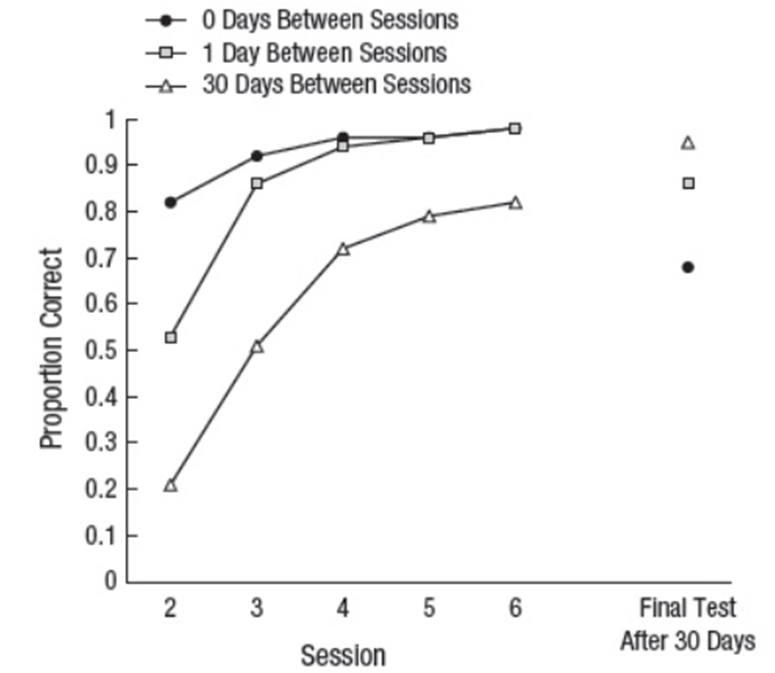 0 Days Between Sessions
1 Day Between Sessions
30 Days Between Sessions
1
0.9
0.8
0.7
0.6
0.5
0.4
0.3
0.2
0.1
0
Proportion Correct
2 3 4 5 6 Final Test
After 30 Days
Session